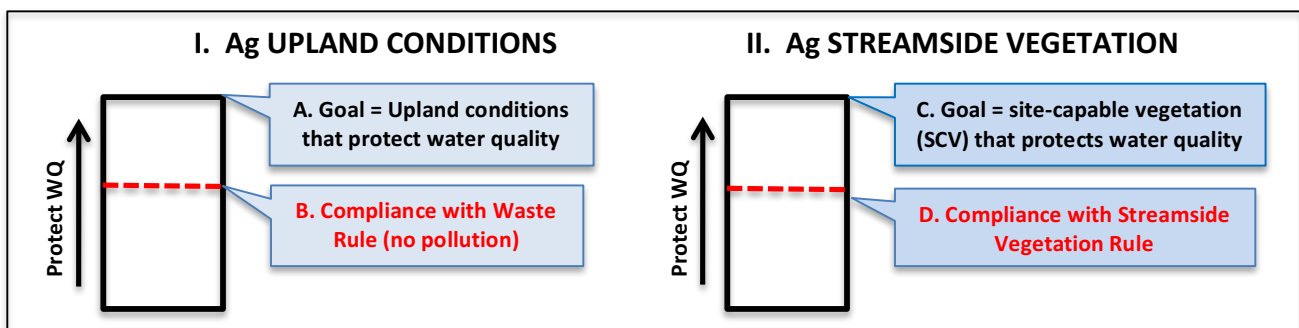 I. Ag UPLAND CONDITIONS
Protect WQ
A. Goal = Upland conditions
that protect water quality
B. Compliance with Waste
Rule (no pollution)
II. Ag STREAMSIDE VEGETATION
Protect WQ
C. Goal = site-capable vegetation
(SCV) that protects water quality
D. Compliance with Streamside
Vegetation Rule